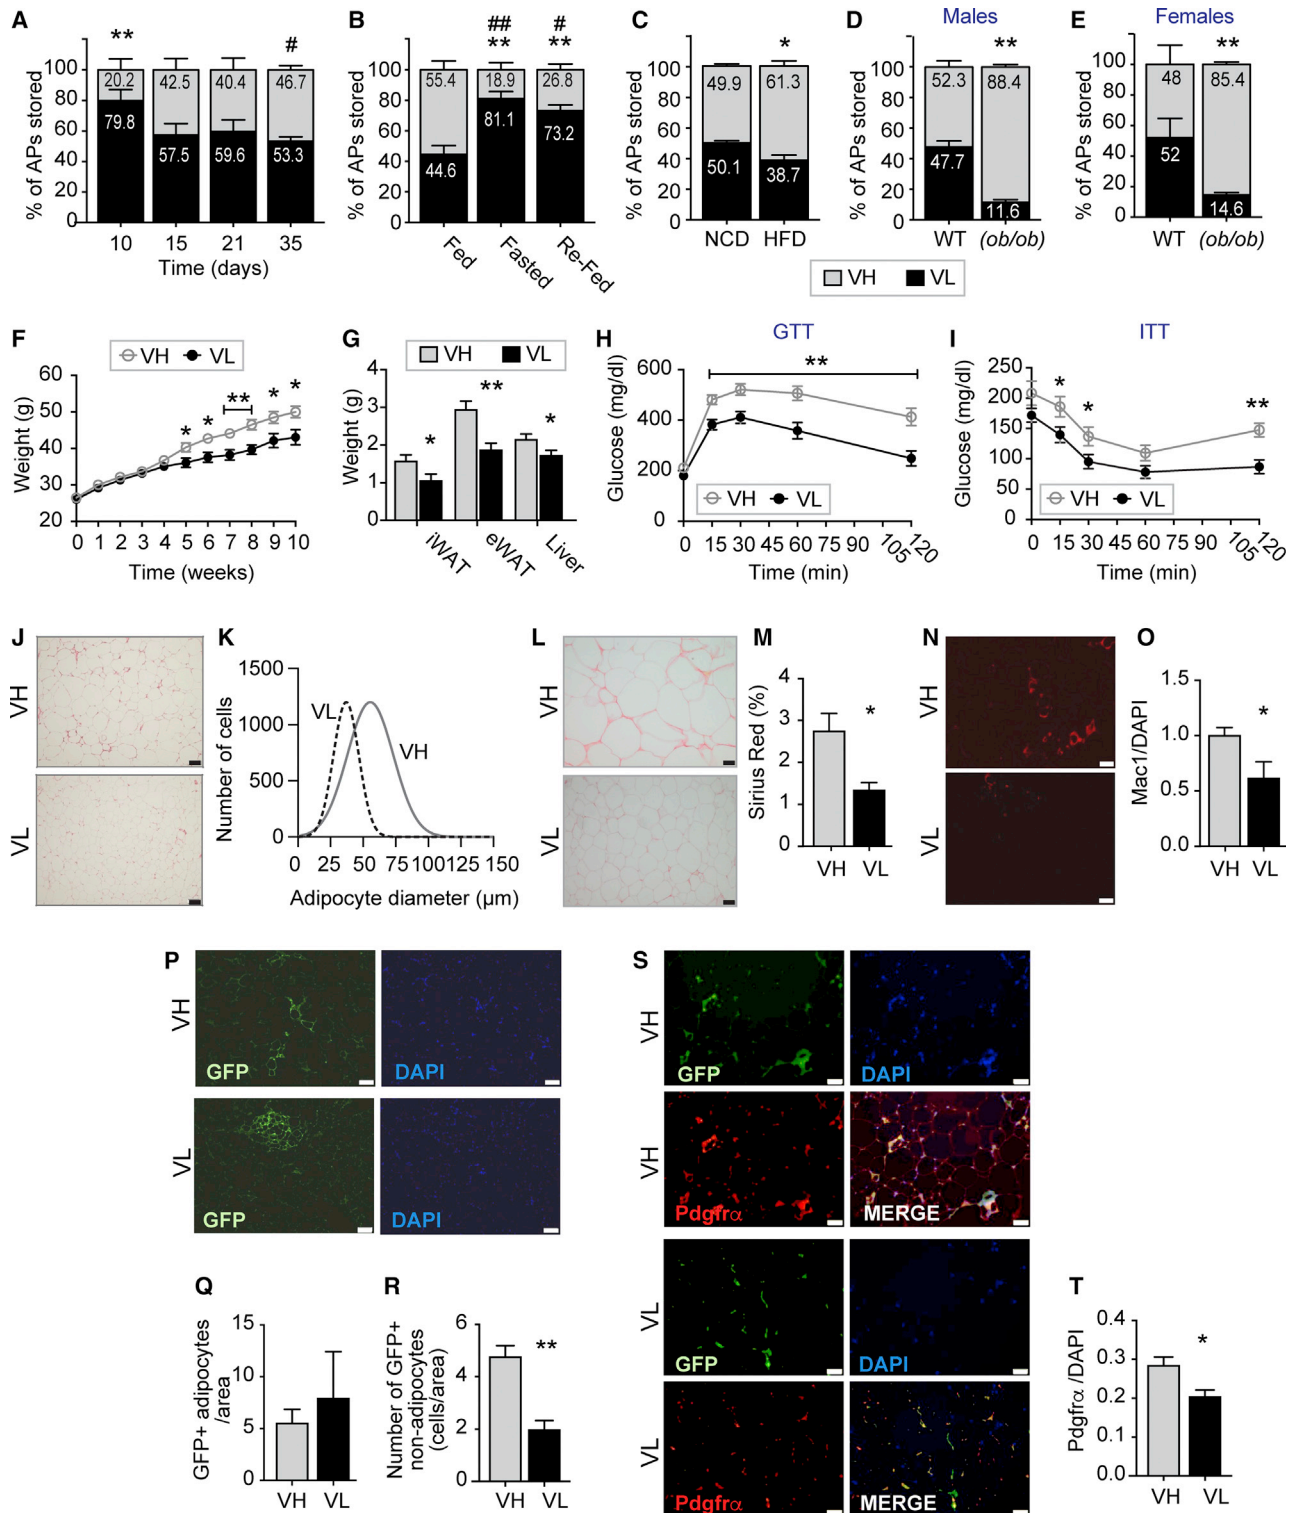 A
**
#
% of APs stored
100
80
60
40
20
0
20.2
42.5
40.4
46.7
79.8
57.5
59.6
53.3
10
15
21
35
Time (days)
B
##
#
**
**
% of APs stored
100
80
60
40
20
0
55.4
18.9
26.8
44.6
81.1
73.2
Fed
Fasted
Re-Fed
C
*
% of APs stored
100
80
60
40
20
0
49.9
61.3
50.1
38.7
NCD
HFD
D
Males
**
% of APs stored
100
80
60
40
20
0
52.3
88.4
47.7
11.6
WT
(ob/ob)
E
Females
**
% of APs stored
100
80
60
40
20
0
48
85.4
52
14.6
WT
(ob/ob)
VH
VL
F
VH
VL
Weight (g)
60
50
40
30
20
*
*
**
*
*
0
1
2
3
4
5
6
7
8
9
10
Time (weeks)
G
VH
VL
Weight (g)
4
3
2
1
0
*
**
*
iWAT
eWAT
Liver
H
GTT
**
Glucose (mg/dl)
600
400
200
0
VH
VL
0
15
30
45
60
75
90
105
120
Time (min)
I
ITT
Glucose (mg/dl)
250
200
150
100
50
0
*
*
**
VH
VL
0
15
30
45
60
75
90
105
120
Time (min)
J
VH
VL
K
Number of cells
1500
1000
500
0
VL
VH
0
25
50
75
100
125
150
Adipocyte diameter (µm)
L
VH
VL
M
Sirius Red (%)
4
3
2
1
0
*
VH
VL
N
VH
VL
O
Mac1/DAPI
1.5
1.0
0.5
0.0
*
VH
VL
P
VH
GFP
DAPI
VL
GFP
DAPI
Q
GFP+ adipocytes
/area
15
10
5
0
VH
VL
R
Number of GFP+
non-adipocytes
(cells/area)
6
4
2
0
**
VH
VL
S
VH
GFP
DAPI
VH
Pdgfrα
MERGE
VL
GFP
DAPI
VL
Pdgfrα
MERGE
T
Pdgfrα /DAPI
0.4
0.3
0.2
0.1
0.0
*
VH
VL